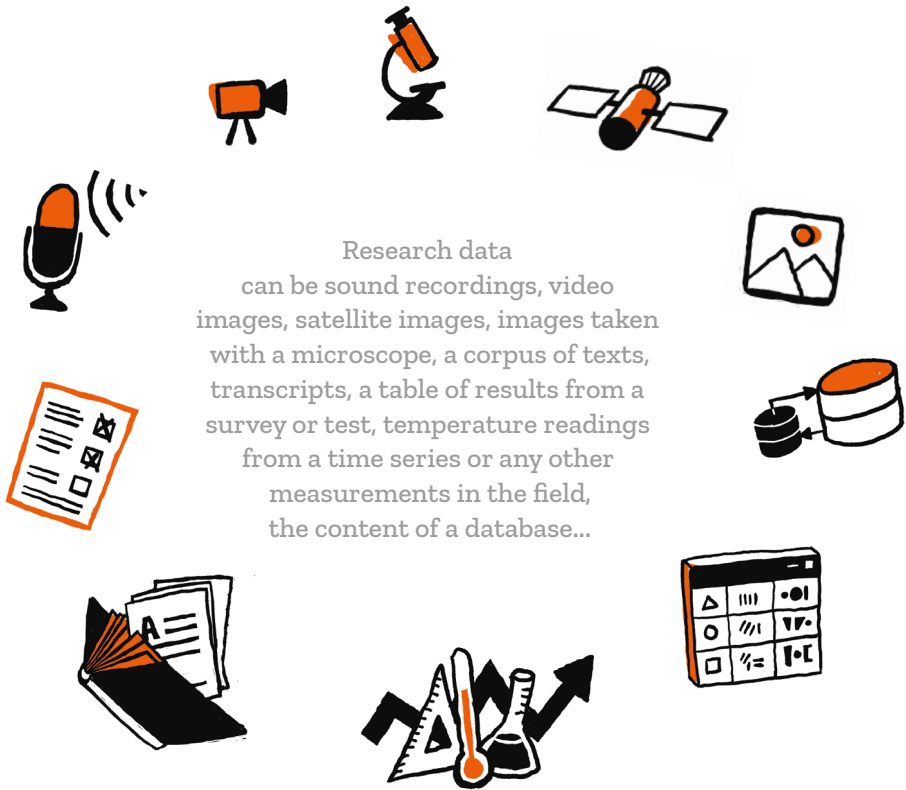 Research data
can be sound recordings, video
images, satellite images, images taken
with a microscope, a corpus of texts,
transcripts, a table of results from a
survey or test, temperature readings
from a time series or any other
measurements in the field,
the content of a database...
A